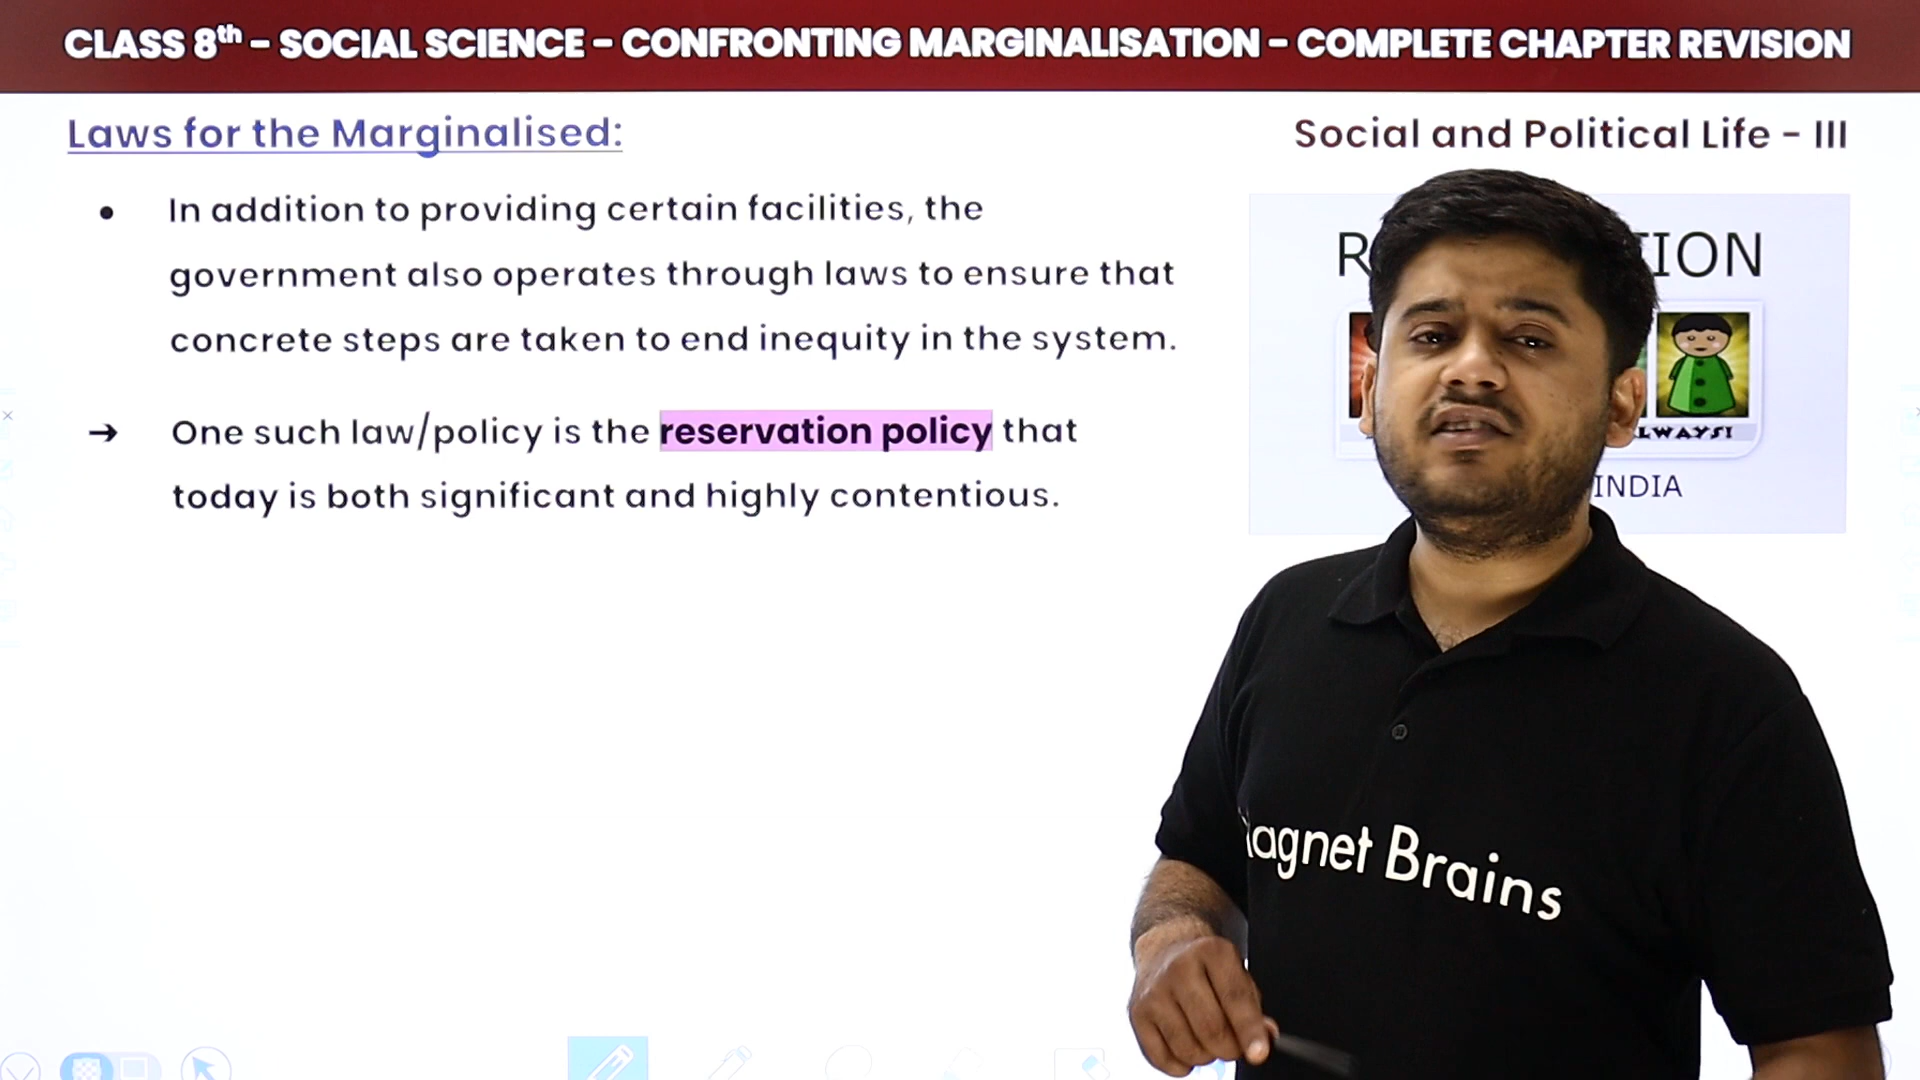 CLASS 8th – SOCIAL SCIENCE – CONFRONTING MARGINALISATION – COMPLETE CHAPTER REVISION
Laws for the Marginalised:
Social and Political Life – III
• In addition to providing certain facilities, the
government also operates through laws to ensure that
concrete steps are taken to end inequity in the system.
➔ One such law/policy is the reservation policy that
today is both significant and highly contentious.
INDIA
Brains